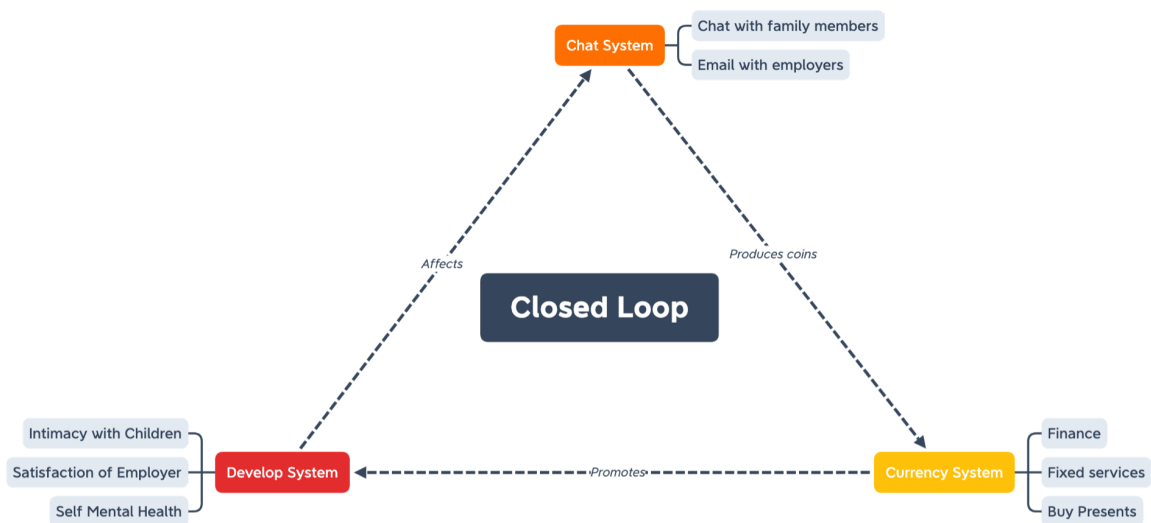 Chat System
Chat with family members
Email with employers
Affects
Produces coins
Closed Loop
Intimacy with Children
Satisfaction of Employer
Self Mental Health
Develop System
Promotes
Currency System
Finance
Fixed services
Buy Presents